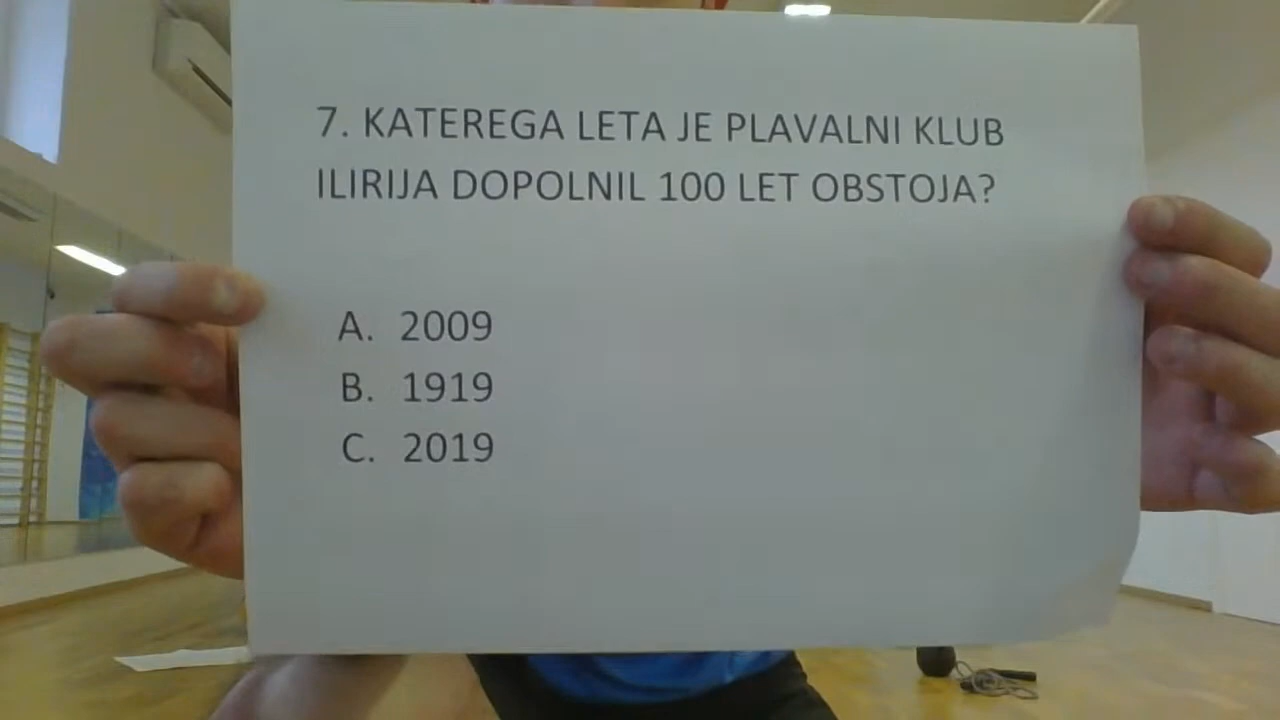 7. KATEREGA LETA JE PLAVALNI KLUB
ILIRIJA DOPOLNIL 100 LET OBSTOJA?
A. 2009
B. 1919
C. 2019